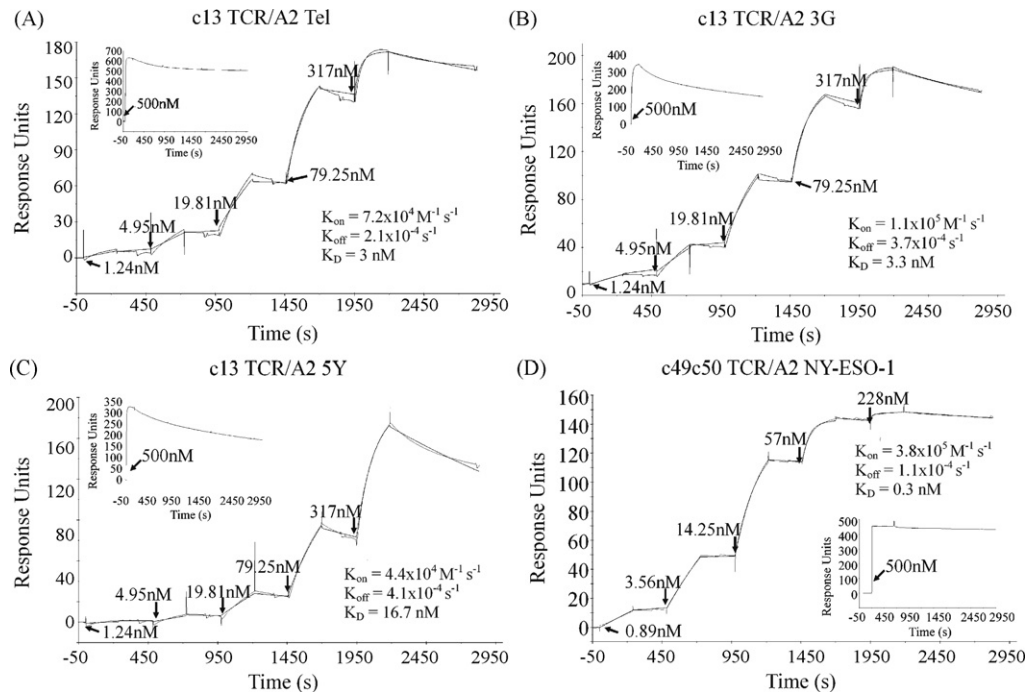 (A)
c13 TCR/A2 Tel
Response Units
180
150
120
90
60
30
0
-50 450 950 1450 1950 2450 2950
Time (s)
1.24nM
4.95nM
19.81nM
79.25nM
317nM
Kon = 7.2x10⁴ M⁻¹ s⁻¹
Koff = 2.1x10⁻⁴ s⁻¹
KD = 3 nM
Response Units
700
600
500
400
300
200
100
0
500nM
-50 450 950 1450 2450 2950
Time (s)
(B)
c13 TCR/A2 3G
Response Units
200
160
120
80
40
0
-50 450 950 1450 1950 2450 2950
Time (s)
1.24nM
4.95nM
19.81nM
79.25nM
317nM
Kon = 1.1x10⁵ M⁻¹ s⁻¹
Koff = 3.7x10⁻⁴ s⁻¹
KD = 3.3 nM
Response Units
400
300
200
100
0
500nM
-50 450 950 1450 2450 2950
Time (s)
(C)
c13 TCR/A2 5Y
Response Units
200
160
120
80
40
0
-50 450 950 1450 1950 2450 2950
Time (s)
1.24nM
4.95nM
19.81nM
79.25nM
317nM
Kon = 4.4x10⁴ M⁻¹ s⁻¹
Koff = 4.1x10⁻⁴ s⁻¹
KD = 16.7 nM
Response Units
350
300
250
200
150
100
50
0
500nM
-50 450 950 1450 2450 2950
Time (s)
(D)
c49c50 TCR/A2 NY-ESO-1
Response Units
160
140
120
100
80
60
40
20
0
-50 450 950 1450 1950 2450 2950
Time (s)
0.89nM
3.56nM
14.25nM
57nM
228nM
Kon = 3.8x10⁵ M⁻¹ s⁻¹
Koff = 1.1x10⁻⁴ s⁻¹
KD = 0.3 nM
Response Units
500
400
300
200
100
0
500nM
-50 450 950 1450 2450 2950
Time (s)